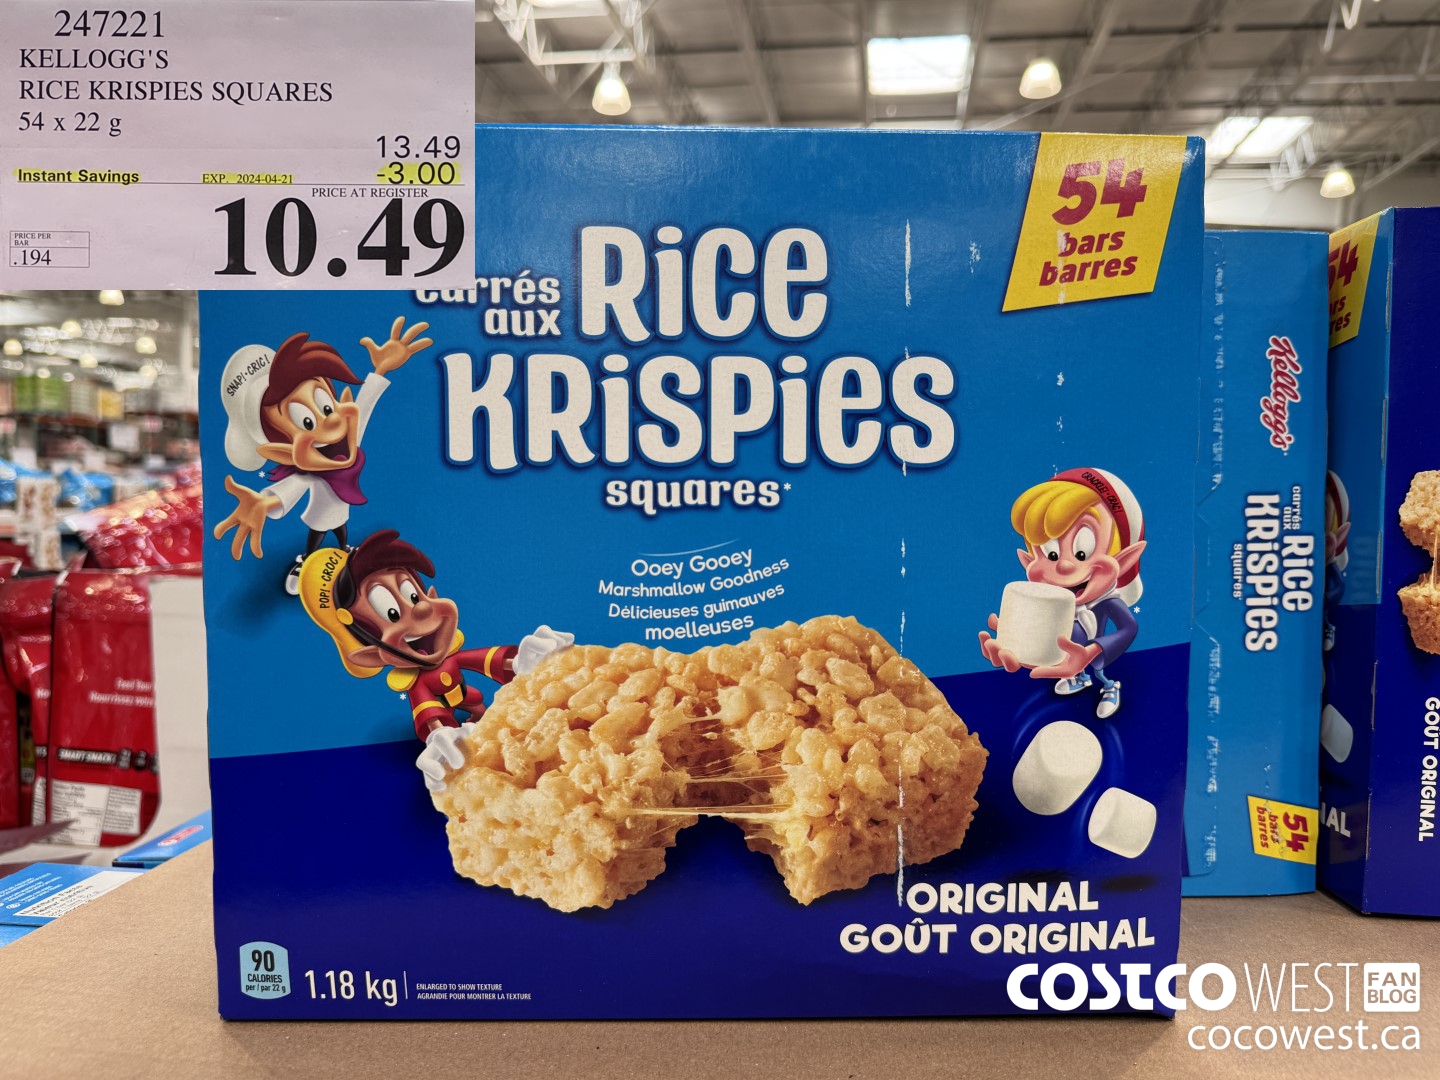 247221
KELLOGG'S
RICE KRISPIES SQUARES
54 x 22 g
13.49
Instant Savings EXP. 2024-04-21 -3.00
PRICE AT REGISTER
10.49
PRICE PER
BAR
.194
54
bars
barres
carrés
aux
RiCE
KRiSPiES
squares*
SNAP!•CRIC!
POP!•CROC!
Ooey Gooey
Marshmallow Goodness
Délicieuses guimauves
moelleuses
ORIGINAL
GOÛT ORIGINAL
90
CALORIES
per / par 22 g
1.18 kg
ENLARGED TO SHOW TEXTURE
AGRANDIE POUR MONTRER LA TEXTURE
Kellogg's
carrés
aux
RiCE
KRiSPiES
squares*
54
bars
barres
54
GOÛT ORIGINAL
NAL
SMART SNACK
COSTCO WEST FAN BLOG
cocowest.ca